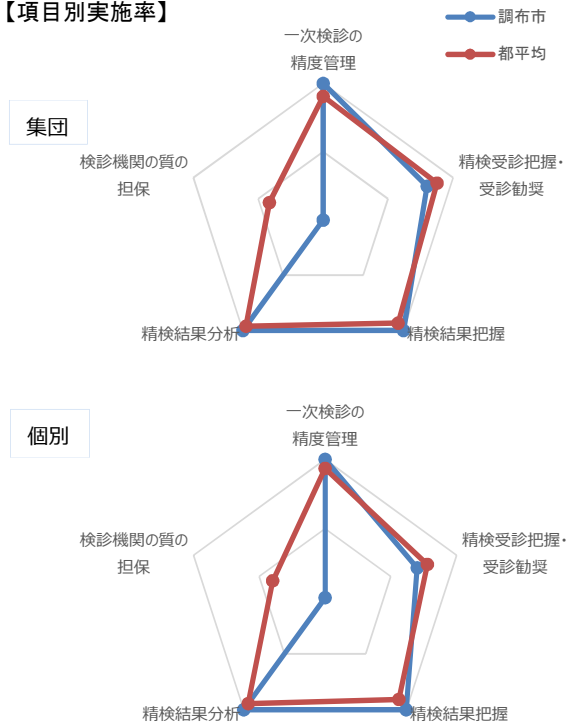 【項目別実施率】
調布市
都平均
集団
一次検診の
精度管理
精検受診把握・
受診勧奨
精検結果把握
精検結果分析
検診機関の質の
担保
個別
一次検診の
精度管理
精検受診把握・
受診勧奨
精検結果把握
精検結果分析
検診機関の質の
担保